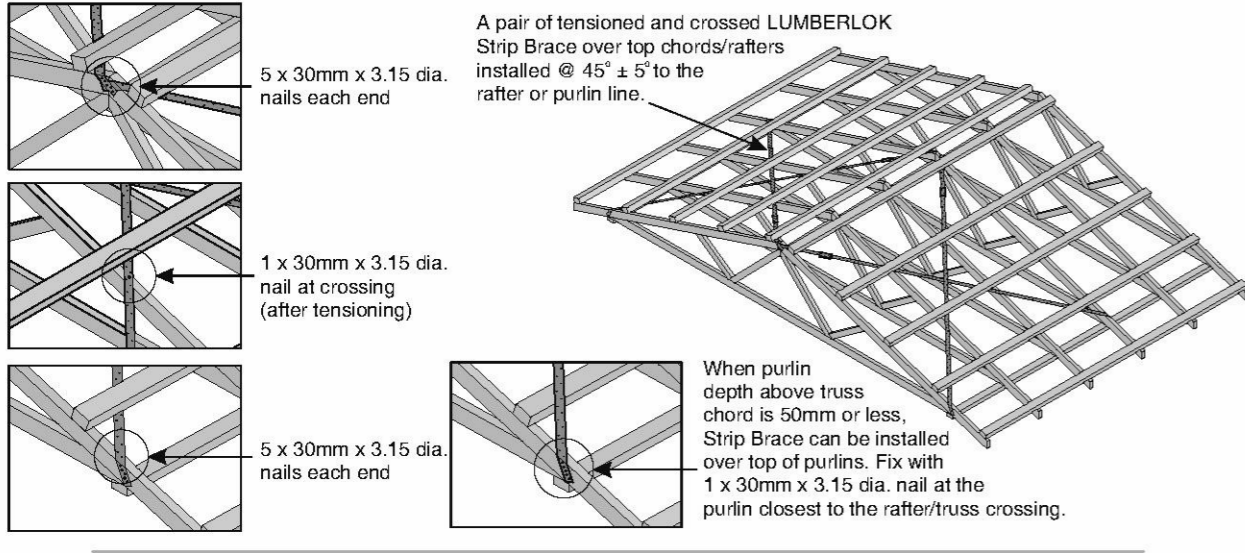 5 x 30mm x 3.15 dia.
nails each end
1 x 30mm x 3.15 dia.
nail at crossing
(after tensioning)
5 x 30mm x 3.15 dia.
nails each end
A pair of tensioned and crossed LUMBERLOK
Strip Brace over top chords/rafters
installed @ 45° ± 5° to the
rafter or purlin line.
When purlin
depth above truss
chord is 50mm or less,
Strip Brace can be installed
over top of purlins. Fix with
1 x 30mm x 3.15 dia. nail at the
purlin closest to the rafter/truss crossing.